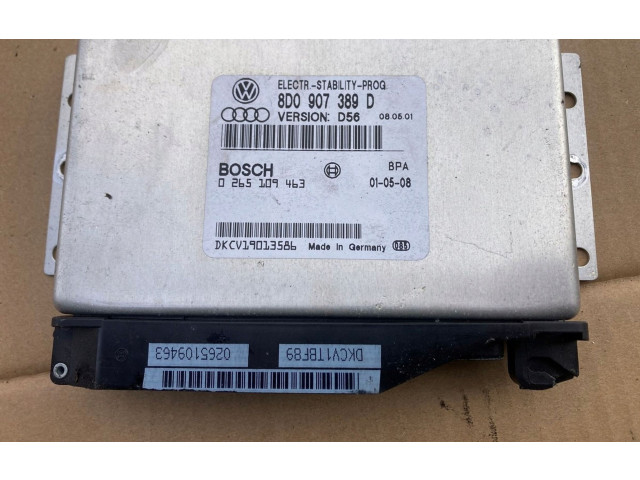 ELECTR.-STABILITY-PROG.
8D0 907 389 D
VERSION: D56 08.05.01
BOSCH BPA
0 265 109 463 01-05-08
DKCV19013586 Made in Germany
DKCV1TBF89 0265109463